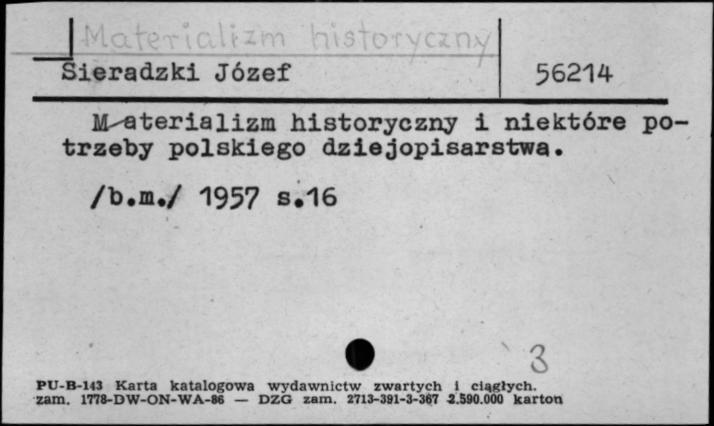 Materializm historyczny
Sieradzki Józef 56214
Materializm historyczny i niektóre po-
trzeby polskiego dziejopisarstwa.
/b.m./ 1957 s.16
3
PU-B-143 Karta katalogowa wydawnictw zwartych i ciągłych.
zam. 1778-DW-ON-WA-86 — DZG zam. 2713-391-3-367 2.590.000 karton